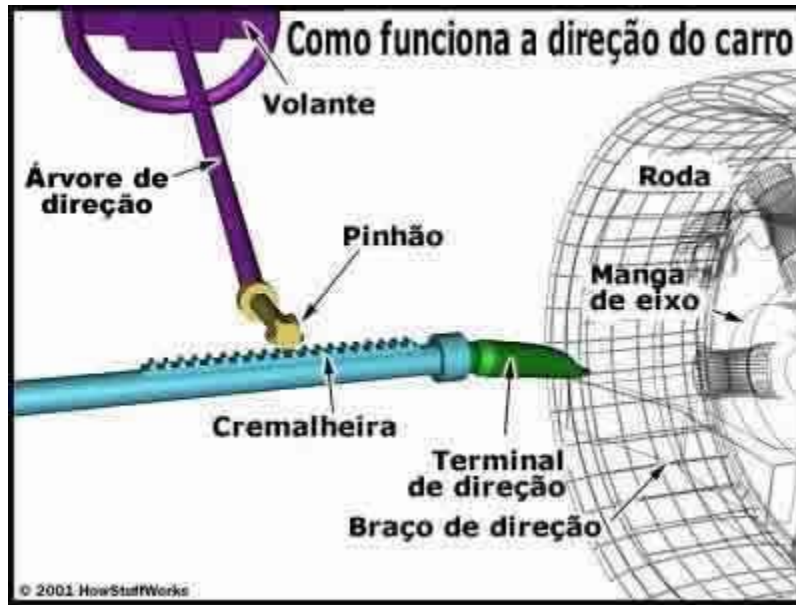 Como funciona a direção do carro
Volante
Árvore de
direção
Roda
Pinhão
Manga
de eixo
Cremalheira
Terminal
de direção
Braço de direção
© 2001 HowStuffWorks